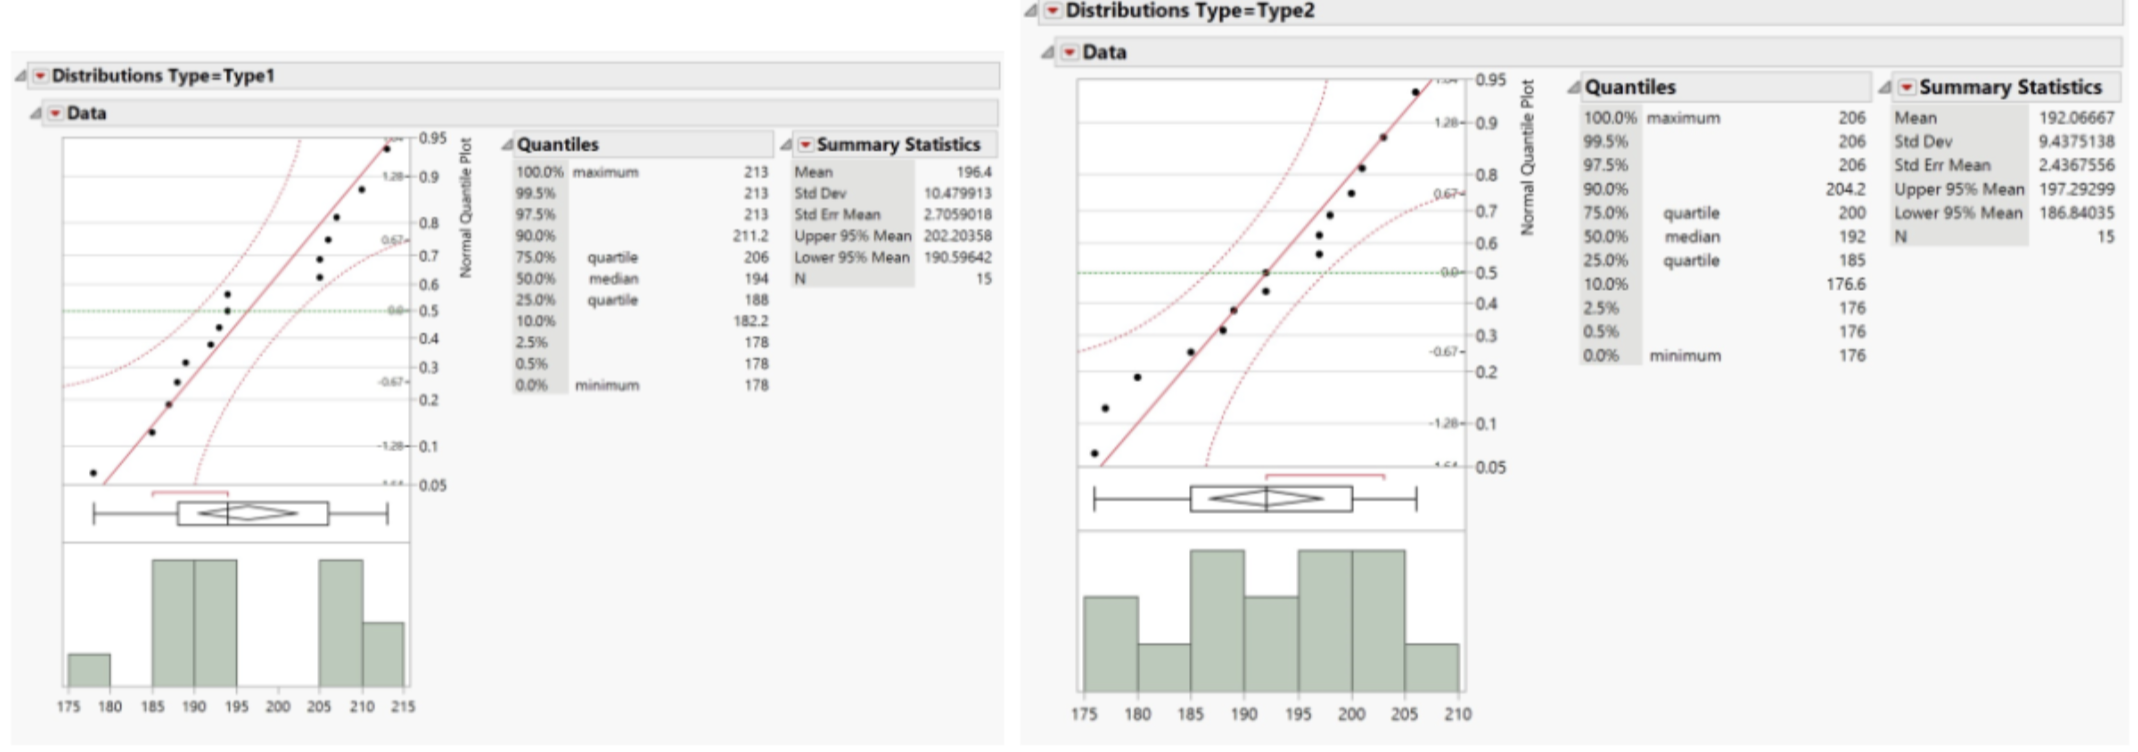 Distributions Type=Type1
Data
0.95
1.28 0.9
0.8
0.67 0.7
0.6
0.0 0.5
0.4
0.3
-0.67
0.2
-1.28 0.1
0.05
Normal Quantile Plot
175 180 185 190 195 200 205 210 215
Quantiles
100.0% maximum 213
99.5% 213
97.5% 213
90.0% 211.2
75.0% quartile 206
50.0% median 194
25.0% quartile 188
10.0% 182.2
2.5% 178
0.5% 178
0.0% minimum 178
Summary Statistics
Mean 196.4
Std Dev 10.479913
Std Err Mean 2.7059018
Upper 95% Mean 202.20358
Lower 95% Mean 190.59642
N 15
Distributions Type=Type2
Data
0.95
1.28 0.9
0.8
0.67 0.7
0.6
0.0 0.5
0.4
0.3
-0.67
0.2
-1.28 0.1
0.05
Normal Quantile Plot
175 180 185 190 195 200 205 210
Quantiles
100.0% maximum 206
99.5% 206
97.5% 206
90.0% 204.2
75.0% quartile 200
50.0% median 192
25.0% quartile 185
10.0% 176.6
2.5% 176
0.5% 176
0.0% minimum 176
Summary Statistics
Mean 192.06667
Std Dev 9.4375138
Std Err Mean 2.4367556
Upper 95% Mean 197.29299
Lower 95% Mean 186.84035
N 15